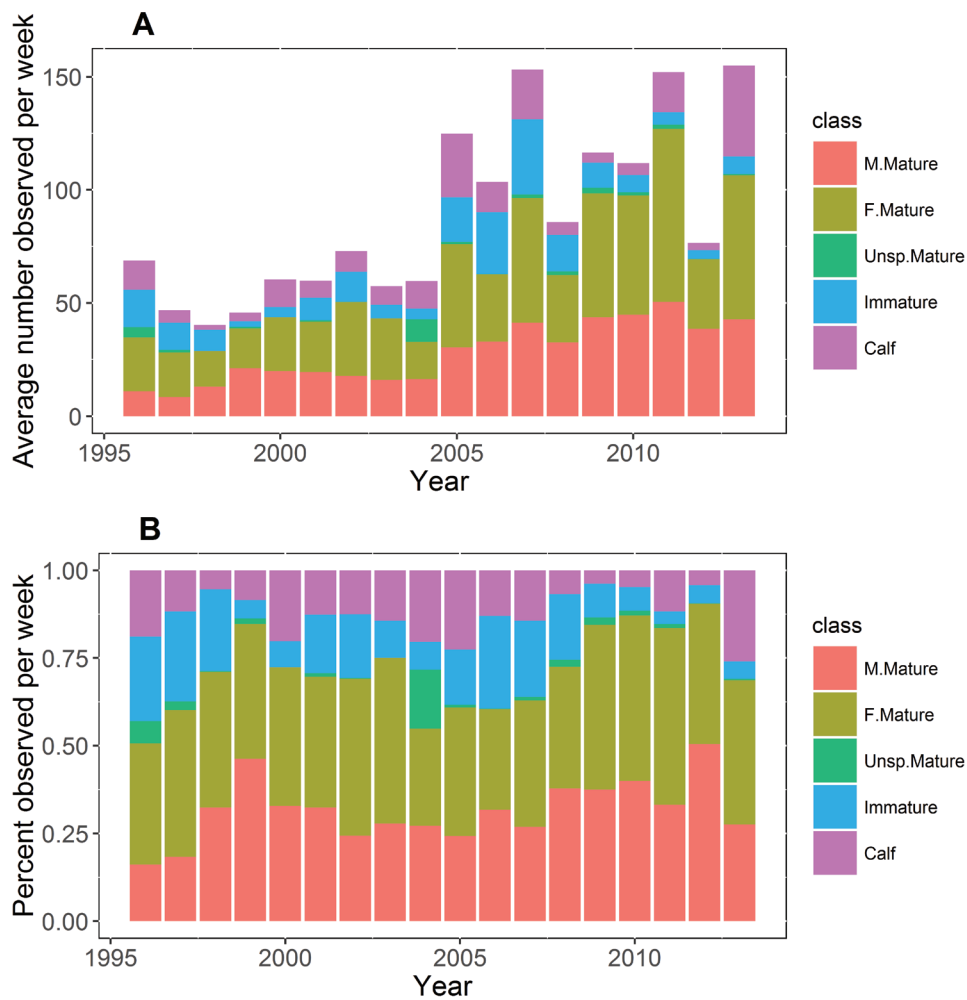 A
Average number observed per week
150
100
50
0
1995
2000
2005
2010
Year
class
M.Mature
F.Mature
Unsp.Mature
Immature
Calf
B
Percent observed per week
1.00
0.75
0.50
0.25
0.00
1995
2000
2005
2010
Year
class
M.Mature
F.Mature
Unsp.Mature
Immature
Calf